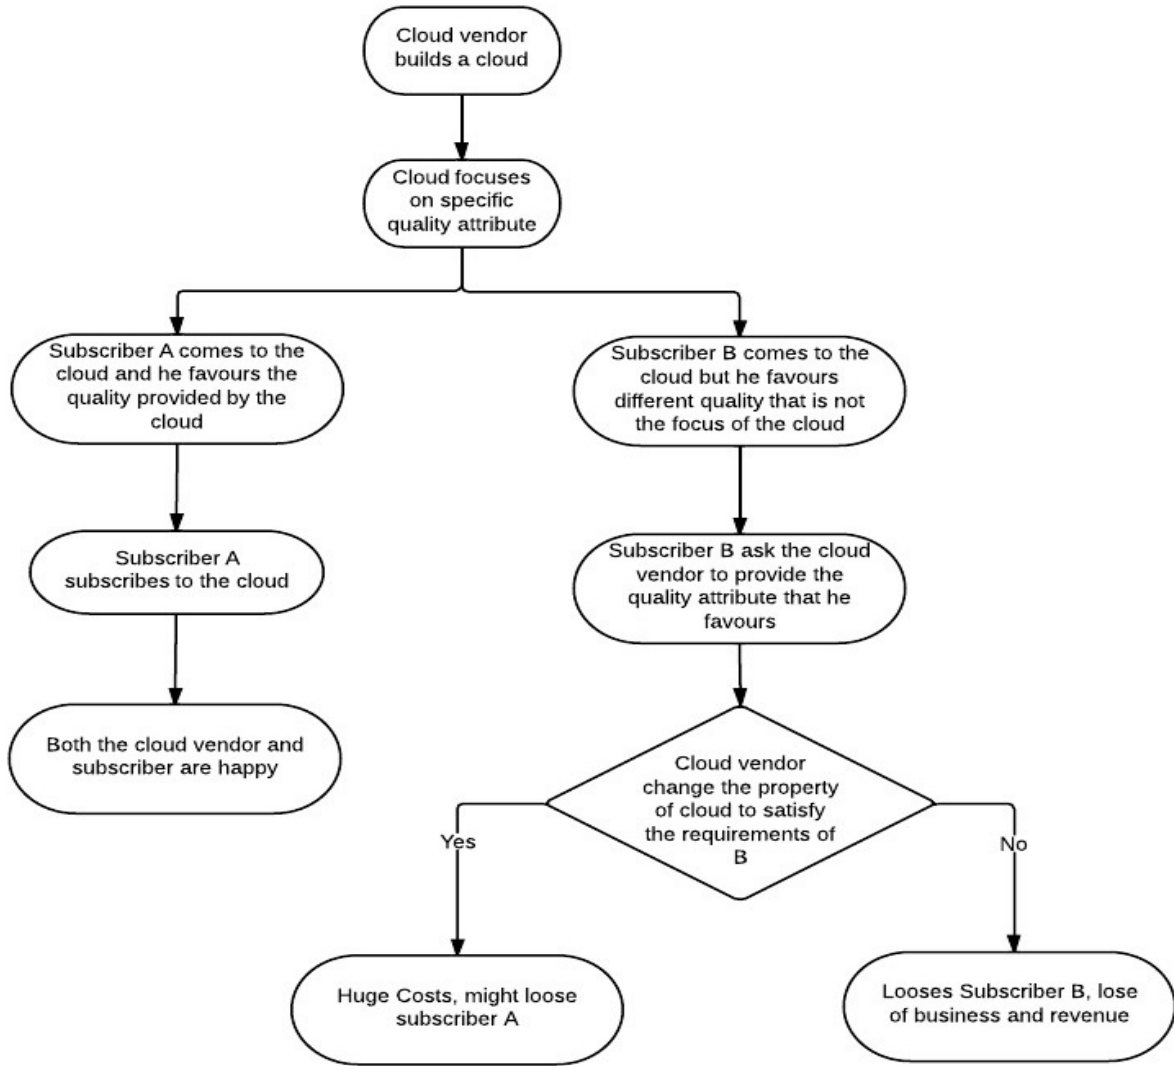 Cloud vendor
builds a cloud
Cloud focuses
on specific
quality attribute
Subscriber A comes to the
cloud and he favours the
quality provided by the
cloud
Subscriber B comes to the
cloud but he favours
different quality that is not
the focus of the cloud
Subscriber A
subscribes to the cloud
Subscriber B ask the cloud
vendor to provide the
quality attribute that he
favours
Both the cloud vendor and
subscriber are happy
Cloud vendor
change the property
of cloud to satisfy
the requirements of
B
Yes
No
Huge Costs, might loose
subscriber A
Looses Subscriber B, lose
of business and revenue